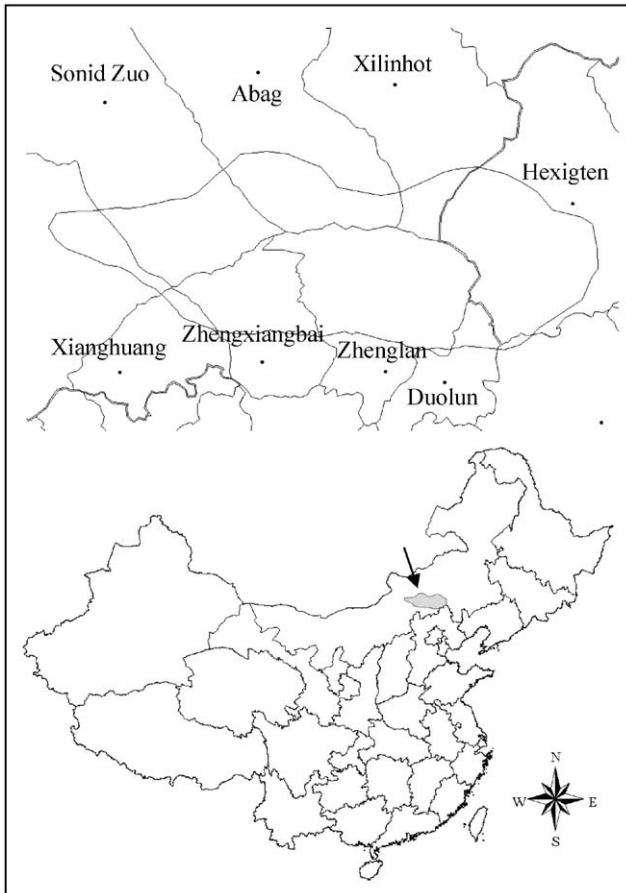 Sonid Zuo
Abag
Xilinhot
Hexigten
Xianghuang
Zhengxiangbai
Zhenglan
Duolun
N
W E
S